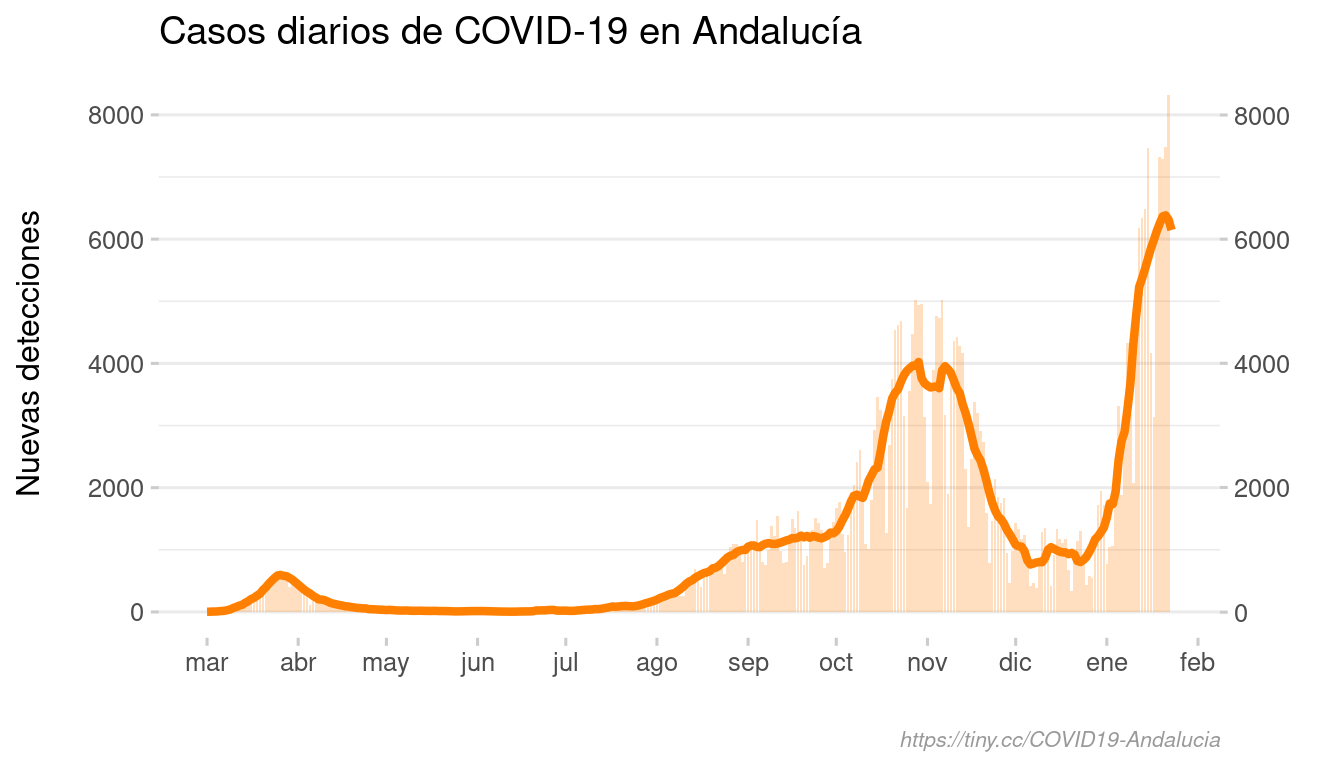 Casos diarios de COVID-19 en Andalucía
Nuevas detecciones
8000 8000
6000 6000
4000 4000
2000 2000
0 0
mar abr may jun jul ago sep oct nov dic ene feb
https://tiny.cc/COVID19-Andalucia